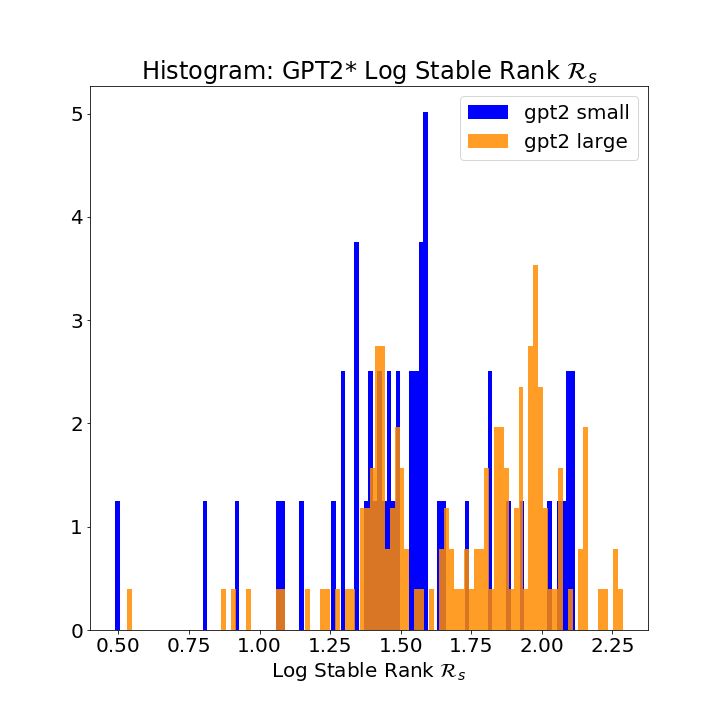 Histogram: GPT2* Log Stable Rank $\mathcal{R}_s$
gpt2 small
gpt2 large
5
4
3
2
1
0
0.50 0.75 1.00 1.25 1.50 1.75 2.00 2.25
Log Stable Rank $\mathcal{R}_s$